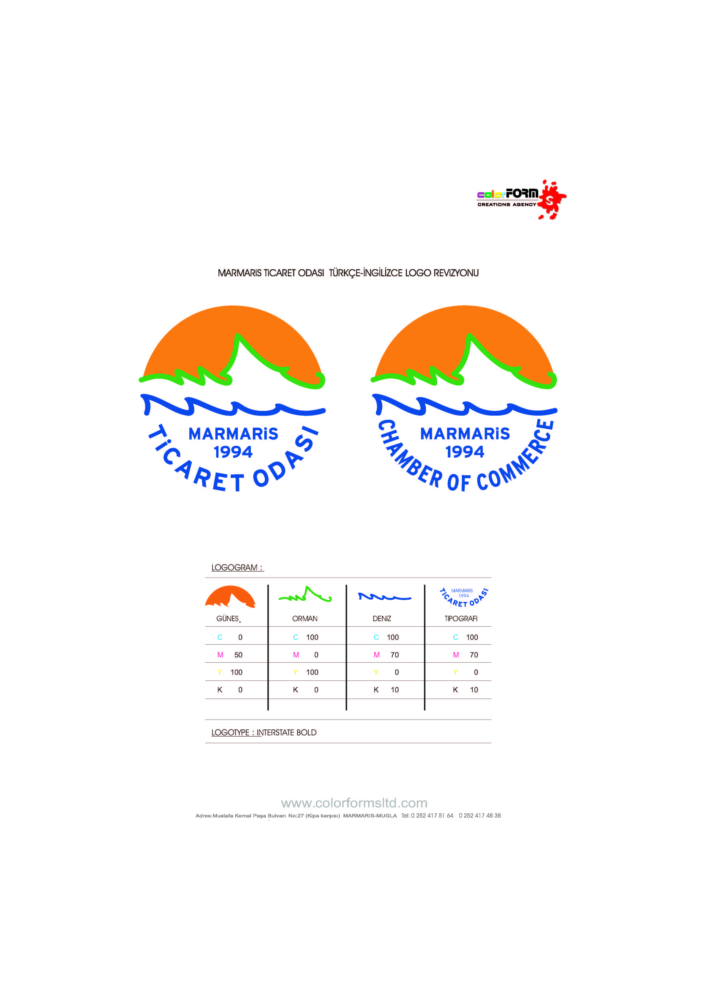 colorFORM S
CREATIONS AGENCY
MARMARiS TiCARET ODASI TÜRKÇE-İNGİLİZCE LOGO REViZYONU
MARMARiS
1994
TiCARET ODASI
MARMARiS
1994
CHAMBER OF COMMERCE
LOGOGRAM :
MARMARIS
1994
TICARET ODASI
GÜNEŞ ORMAN DENiZ TiPOGRAFi
C 0 C 100 C 100 C 100
M 50 M 0 M 70 M 70
Y 100 Y 100 Y 0 Y 0
K 0 K 0 K 10 K 10
LOGOTYPE : INTERSTATE BOLD
www.colorformsltd.com
Adres:Mustafa Kemal Paşa Bulvarı No:27 (Kipa karşısı) MARMARIS-MUGLA Tel: 0 252 417 51 64 0 252 417 48 38